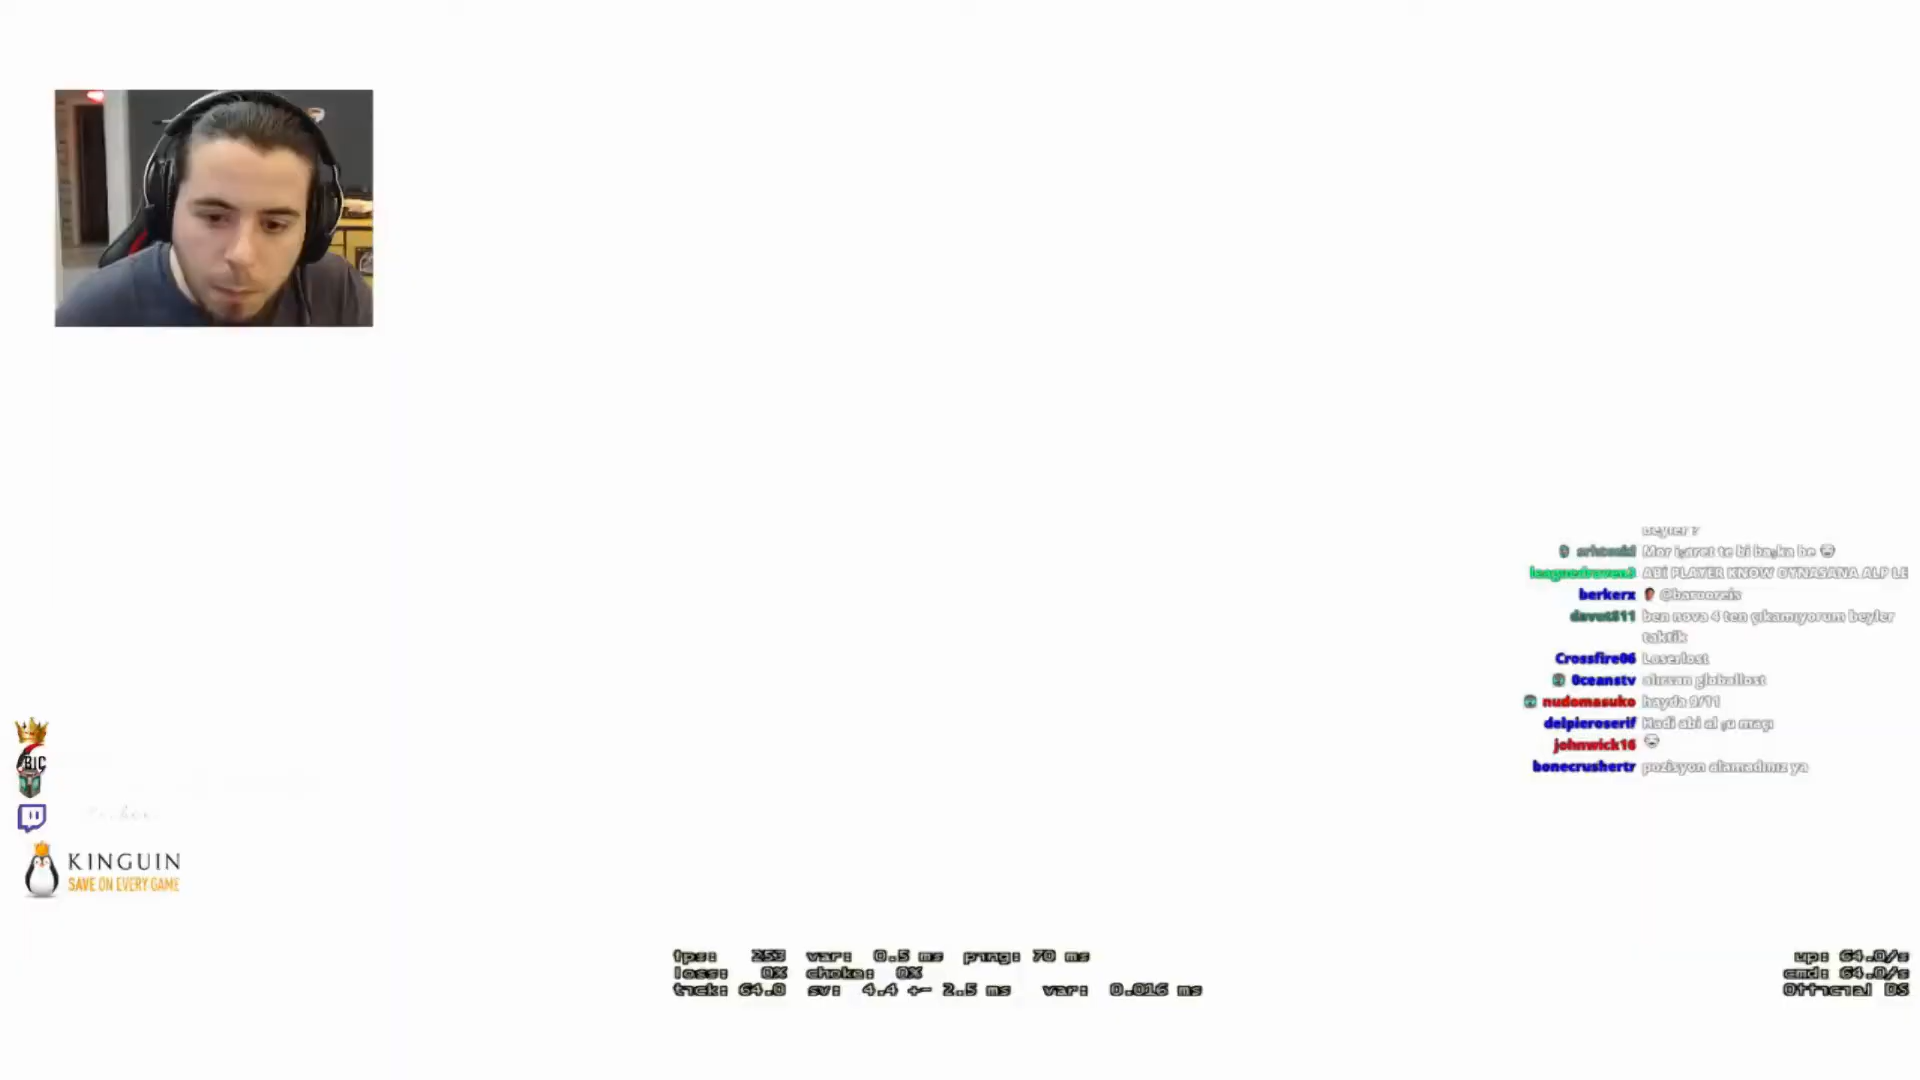 beyler ?
Mor işaret te bi başka be
ABİ PLAYER KNOW OYNASANA ALP LE
berkerx @barooreis
davut811 ben nova 4 ten çıkamıyorum beyler
taktik
Crossfire06 Loserlost
0ceanstv alırsan globallost
nudomasuko hayda 9/11
delpieroserif Hadi abi al şu maçı
johnwick16
bonecrushertr pozisyon alamadınız ya
BIC
KINGUIN
SAVE ON EVERY GAME
fps: 253 var: 0.5 ms ping: 70 ms
loss: 0% choke: 0%
tick: 64.0 sv: 4.4 +- 2.5 ms var: 0.016 ms
up: 64.0/s
cmd: 64.0/s
Official DS